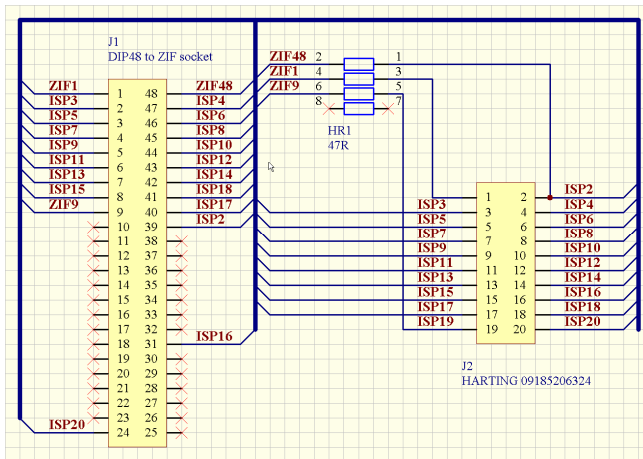 J1
DIP48 to ZIF socket
ZIF1 1 48 ZIF48
ISP3 2 47 ISP4
ISP5 3 46 ISP6
ISP7 4 45 ISP8
ISP9 5 44 ISP10
ISP11 6 43 ISP12
ISP13 7 42 ISP14
ISP15 8 41 ISP18
ZIF9 9 40 ISP17
10 39 ISP2
11 38
12 37
13 36
14 35
15 34
16 33
17 32
18 31 ISP16
19 30
20 29
21 28
22 27
23 26
ISP20 24 25
ZIF48 2 1
ZIF1 4 3
ZIF9 6 5
8 7
HR1
47R
1 2 ISP2
ISP3 3 4 ISP4
ISP5 5 6 ISP6
ISP7 7 8 ISP8
ISP9 9 10 ISP10
ISP11 11 12 ISP12
ISP13 13 14 ISP14
ISP15 15 16 ISP16
ISP17 17 18 ISP18
ISP19 19 20 ISP20
J2
HARTING 09185206324